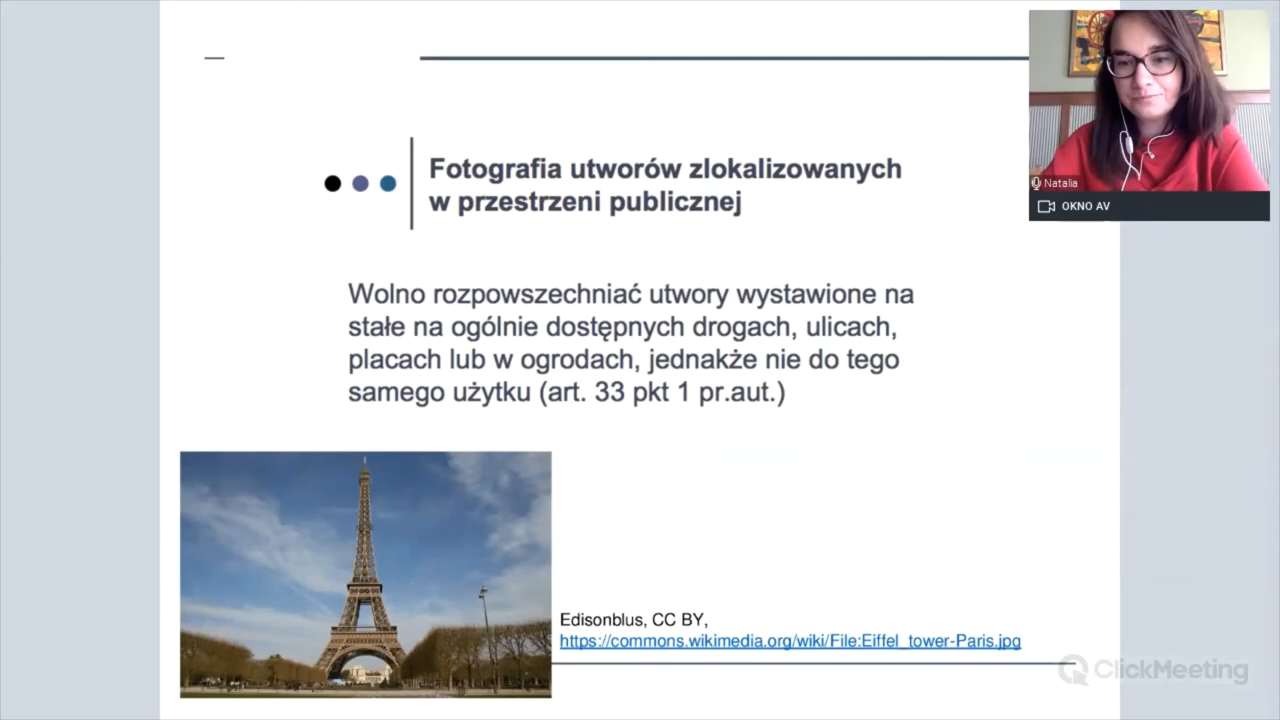 Fotografia utworów zlokalizowanych
w przestrzeni publicznej
Wolno rozpowszechniać utwory wystawione na
stałe na ogólnie dostępnych drogach, ulicach,
placach lub w ogrodach, jednakże nie do tego
samego użytku (art. 33 pkt 1 pr.aut.)
Edisonblus, CC BY,
https://commons.wikimedia.org/wiki/File:Eiffel_tower-Paris.jpg
Natalia
OKNO AV
ClickMeeting